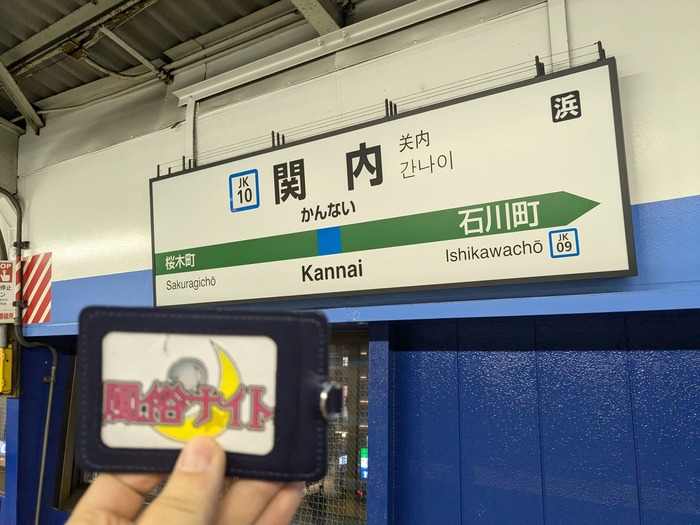 浜
JK
10
関内
关内
간나이
かんない
桜木町
石川町
Sakuragichō
Kannai
Ishikawachō
JK
09
風俗ナイト